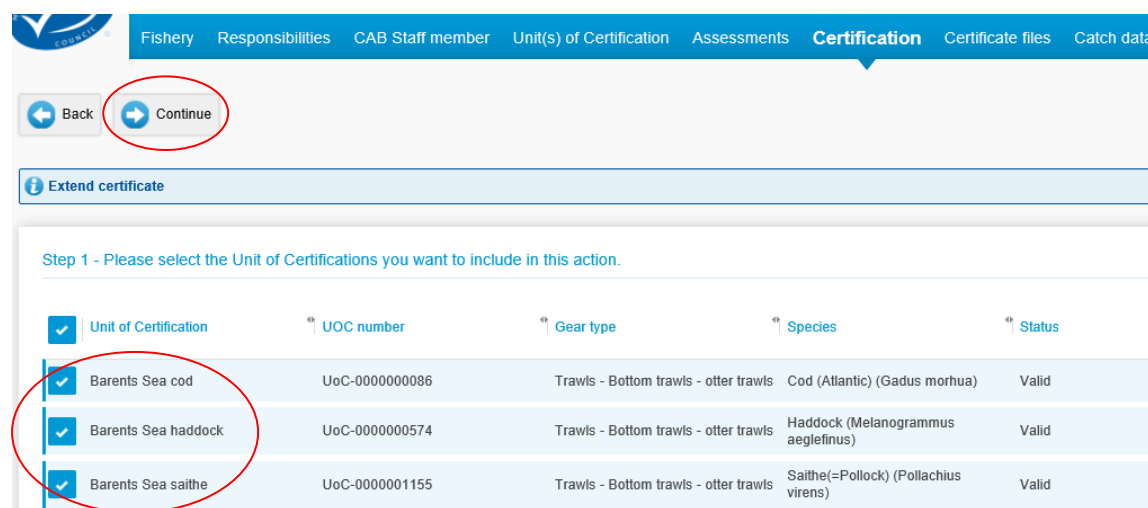 COUNCIL
Fishery Responsibilities CAB Staff member Unit(s) of Certification Assessments Certification Certificate files Catch data
Back Continue
Extend certificate
Step 1 - Please select the Unit of Certifications you want to include in this action.
Unit of Certification UOC number Gear type Species Status
Barents Sea cod UoC-0000000086 Trawls - Bottom trawls - otter trawls Cod (Atlantic) (Gadus morhua) Valid
Barents Sea haddock UoC-0000000574 Trawls - Bottom trawls - otter trawls Haddock (Melanogrammus
aeglefinus) Valid
Barents Sea saithe UoC-0000001155 Trawls - Bottom trawls - otter trawls Saithe(=Pollock) (Pollachius
virens) Valid